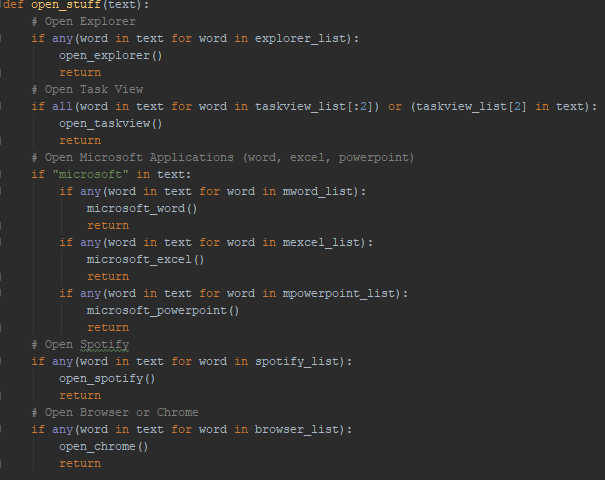 def open_stuff(text):
    # Open Explorer
    if any(word in text for word in explorer_list):
        open_explorer()
        return
    # Open Task View
    if all(word in text for word in taskview_list[:2]) or (taskview_list[2] in text):
        open_taskview()
        return
    # Open Microsoft Applications (word, excel, powerpoint)
    if "microsoft" in text:
        if any(word in text for word in mword_list):
            microsoft_word()
            return
        if any(word in text for word in mexcel_list):
            microsoft_excel()
            return
        if any(word in text for word in mpowerpoint_list):
            microsoft_powerpoint()
            return
    # Open Spotify
    if any(word in text for word in spotify_list):
        open_spotify()
        return
    # Open Browser or Chrome
    if any(word in text for word in browser_list):
        open_chrome()
        return